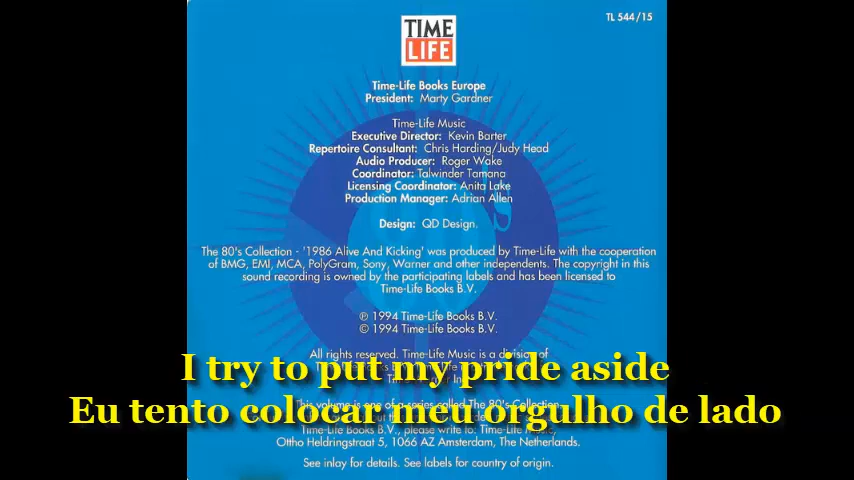 TL 544/15
TIME
LIFE
Time-Life Books Europe
President: Marty Gardner
Time-Life Music
Executive Director: Kevin Barter
Repertoire Consultant: Chris Harding/Judy Head
Audio Producer: Roger Wake
Coordinator: Talwinder Tamana
Licensing Coordinator: Anita Lake
Production Manager: Adrian Allen
Design: QD Design.
The 80's Collection - '1986 Alive And Kicking' was produced by Time-Life with the cooperation
of BMG, EMI, MCA, PolyGram, Sony, Warner and other independents. The copyright in this
sound recording is owned by the participating labels and has been licensed to
Time-Life Books B.V.
℗ 1994 Time-Life Books B.V.
© 1994 Time-Life Books B.V.
All rights reserved. Time-Life Music is a division of
I try to put my pride aside
Eu tento colocar meu orgulho de lado
This volume is one of a series called The 80's Collection.
Time-Life Books B.V., please write to: Time-Life Music,
Ottho Heldringstraat 5, 1066 AZ Amsterdam, The Netherlands.
See inlay for details. See labels for country of origin.